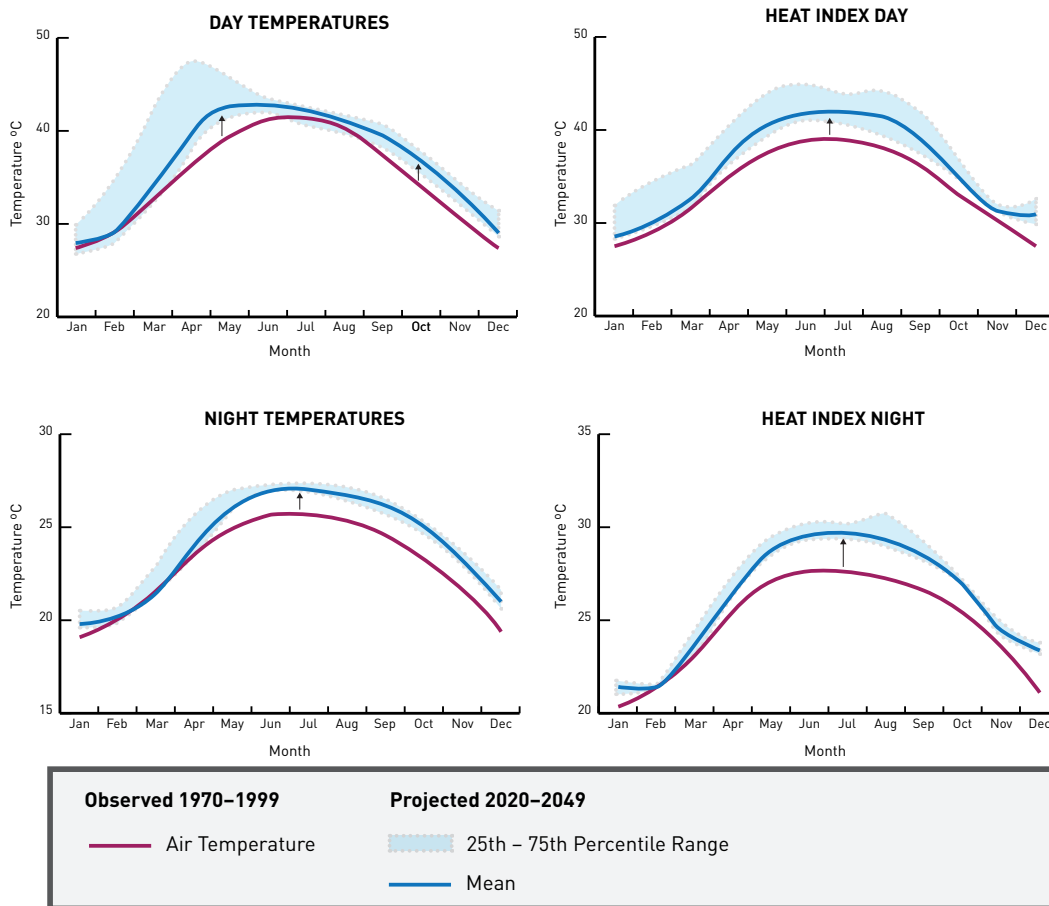 DAY TEMPERATURES
50
40
30
20
Temperature ºC
Jan Feb Mar Apr May Jun Jul Aug Sep Oct Nov Dec
Month
HEAT INDEX DAY
50
40
30
20
Temperature ºC
Jan Feb Mar Apr May Jun Jul Aug Sep Oct Nov Dec
Month
NIGHT TEMPERATURES
30
25
20
15
Temperature ºC
Jan Feb Mar Apr May Jun Jul Aug Sep Oct Nov Dec
Month
HEAT INDEX NIGHT
35
30
25
20
Temperature ºC
Jan Feb Mar Apr May Jun Jul Aug Sep Oct Nov Dec
Month
Observed 1970–1999
Air Temperature
Projected 2020–2049
25th – 75th Percentile Range
Mean